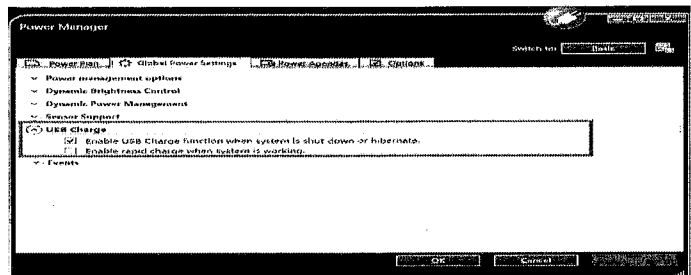 Power Manager
Switch to: Basic
Power Plan Global Power Settings Power Agendas Options
Power management options
Dynamic Brightness Control
Dynamic Power Management
Sensor Support
USB Charge
Enable USB Charge function when system is shut down or hibernate.
Enable rapid charge when system is working.
Events
OK Cancel